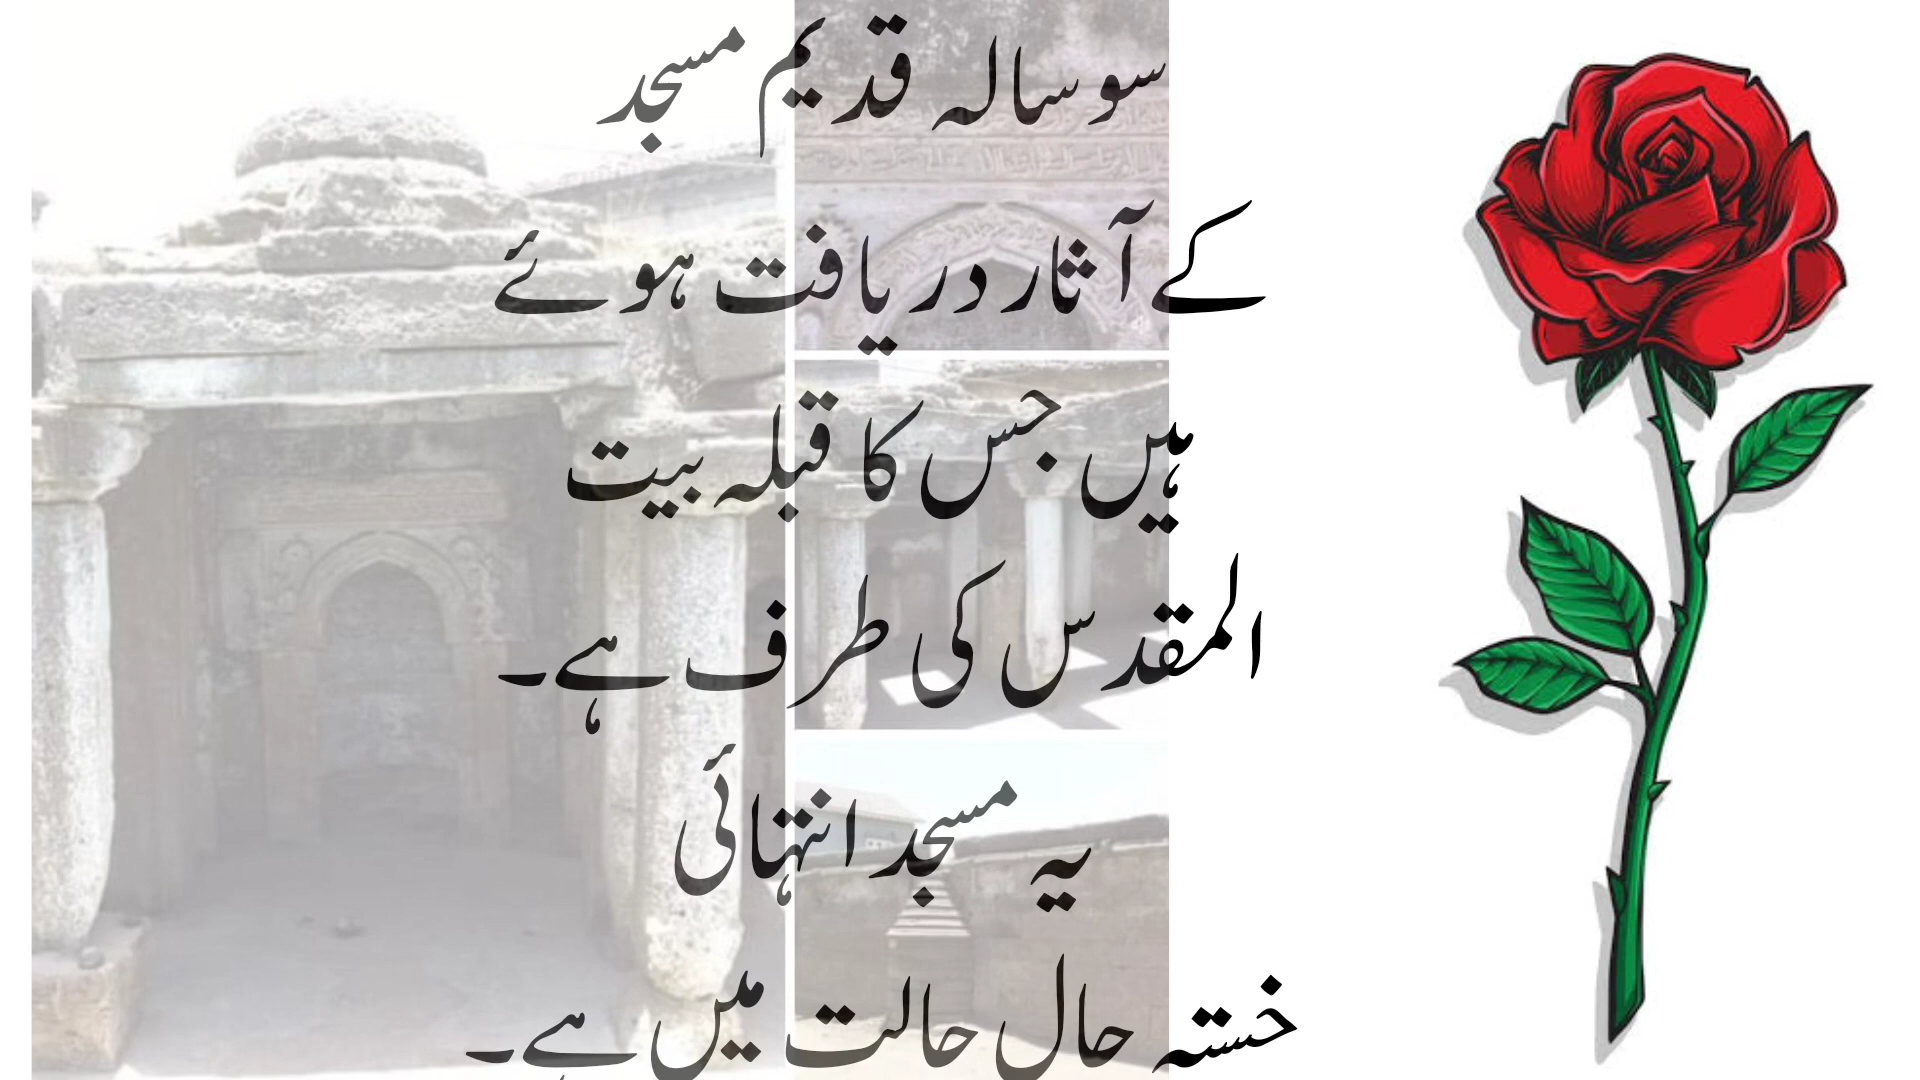 سو سالہ قدیم مسجد
کے آثار دریافت ہوئے
ہیں جس کا قبلہ بیت
المقدس کی طرف ہے۔
یہ مسجد انتہائی
خستہ حال حالت میں ہے۔